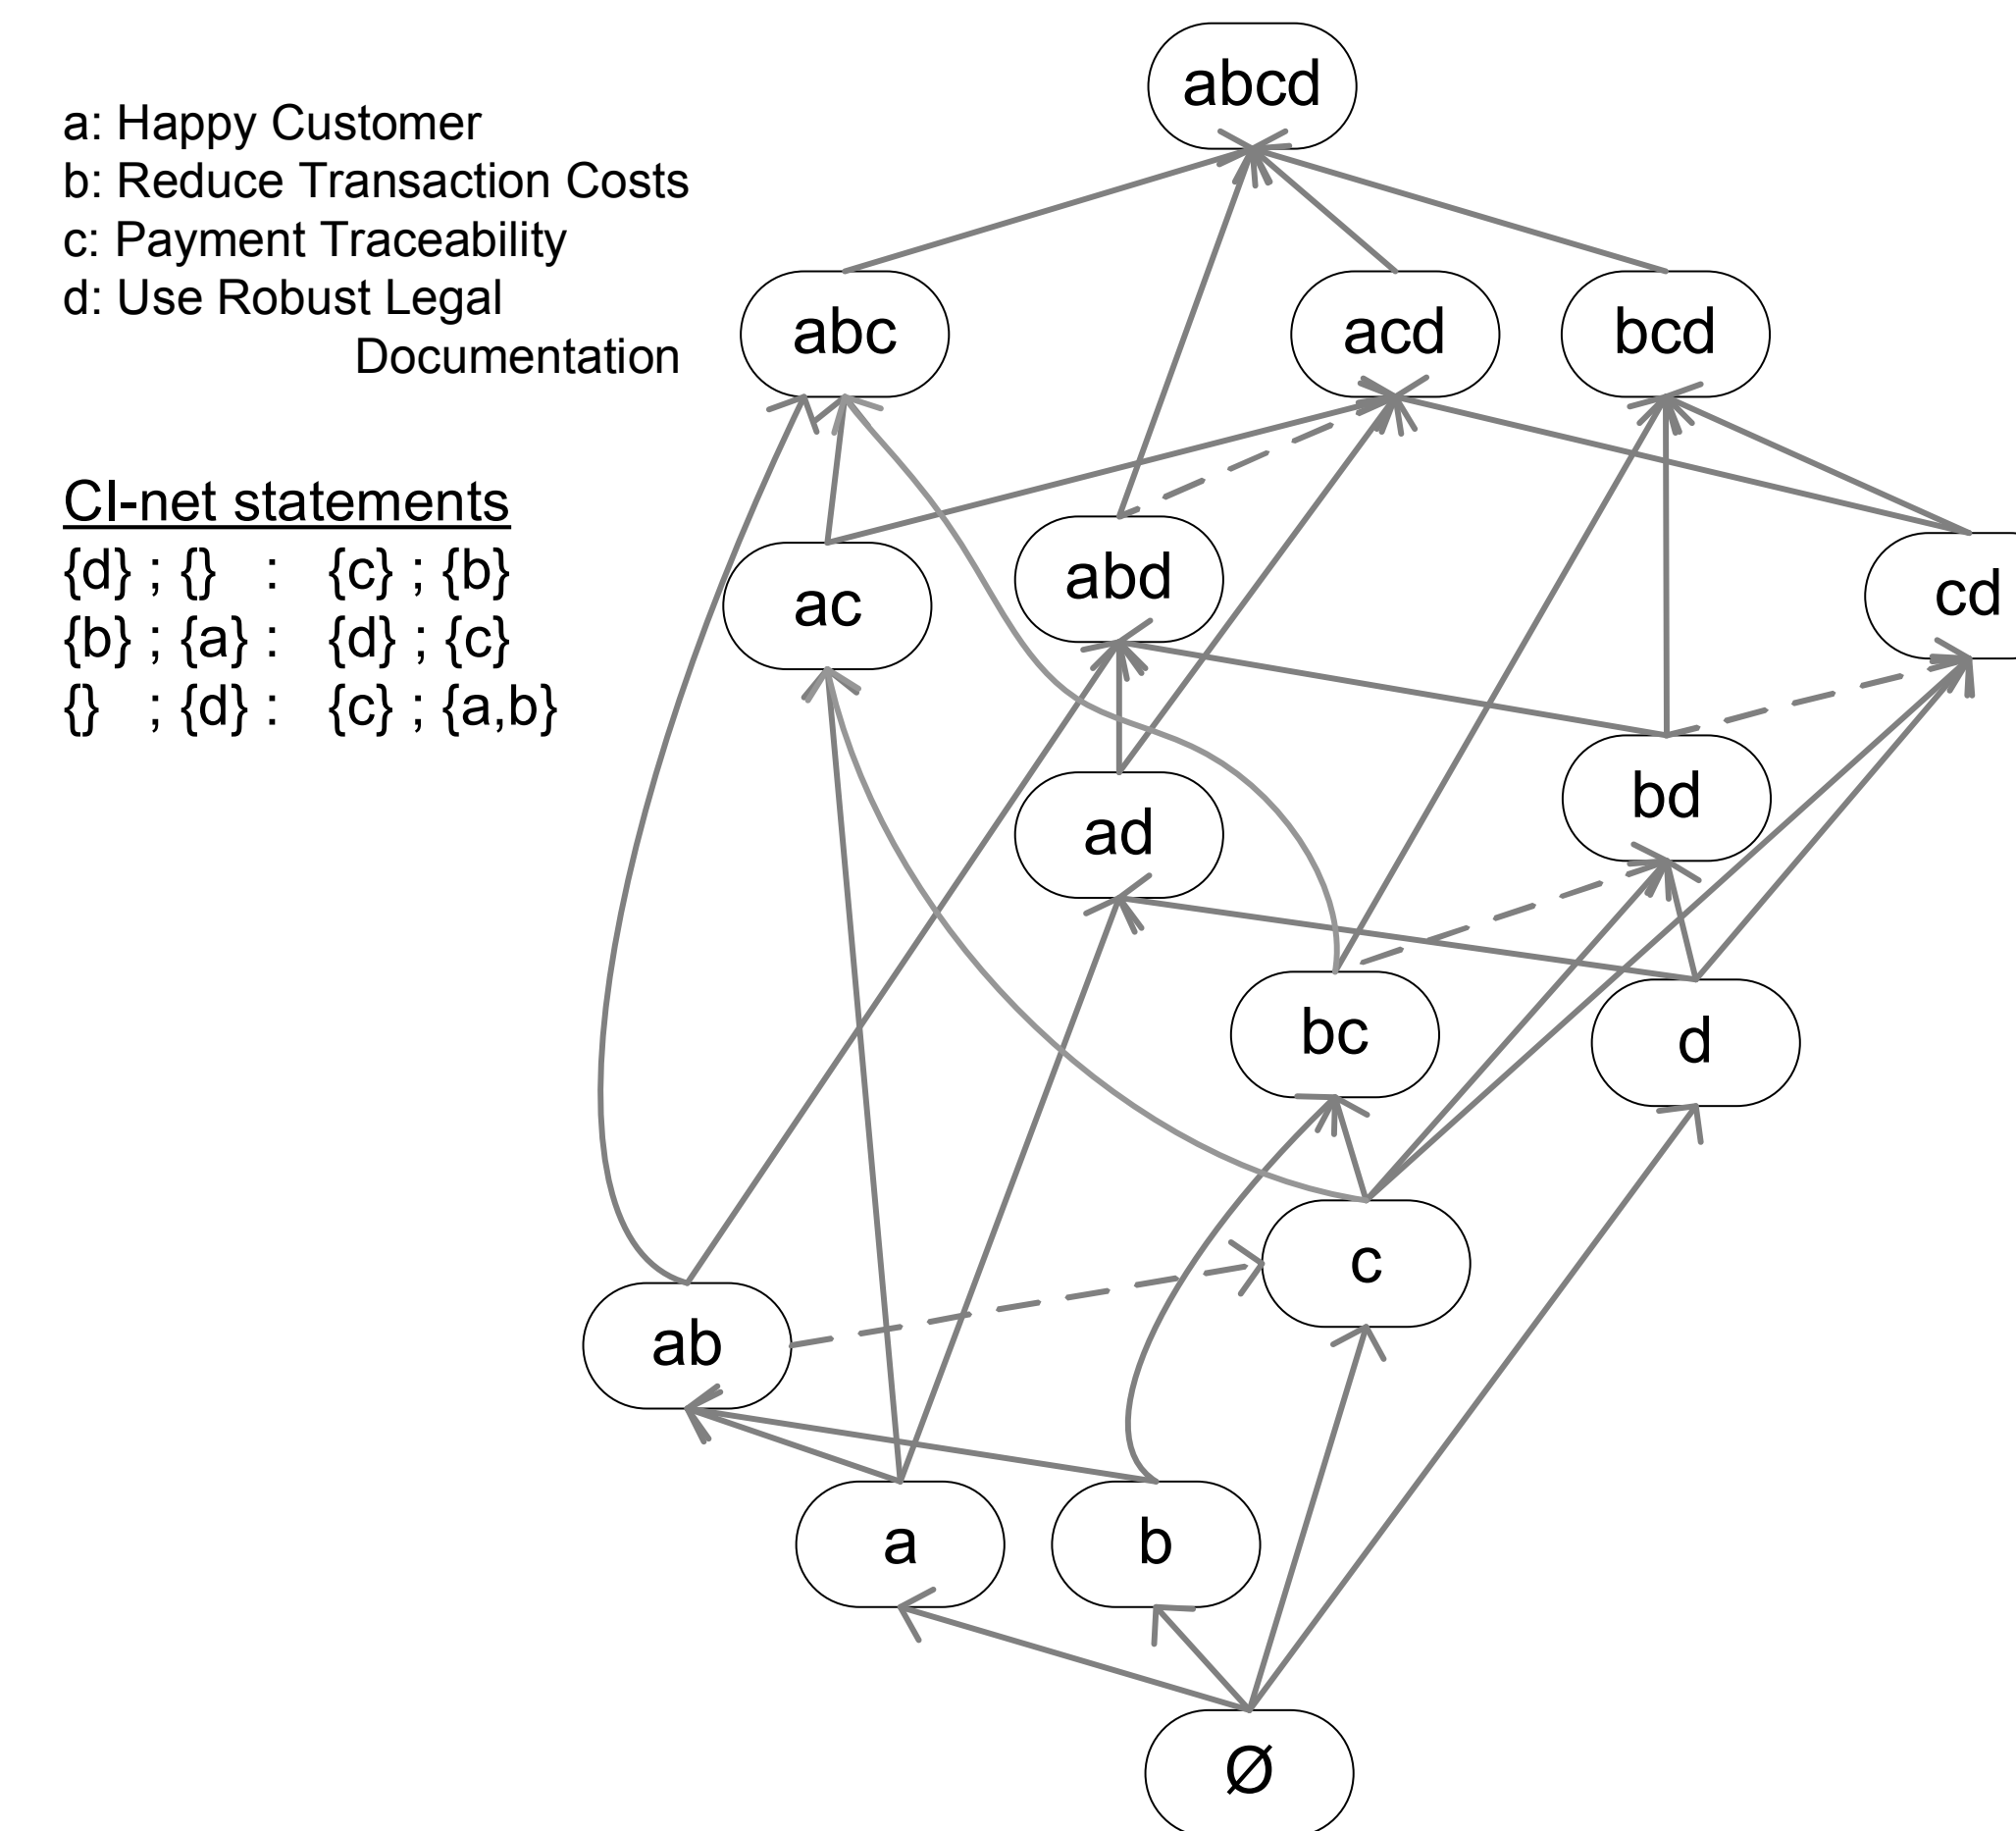 abcd
a: Happy Customer
b: Reduce Transaction Costs
c: Payment Traceability
d: Use Robust Legal
Documentation
abc
acd
bcd
CI-net statements
{d} ; {} : {c} ; {b}
{b} ; {a} : {d} ; {c}
{} ; {d} : {c} ; {a,b}
ac
abd
cd
ad
bd
bc
d
ab
c
a
b
Ø